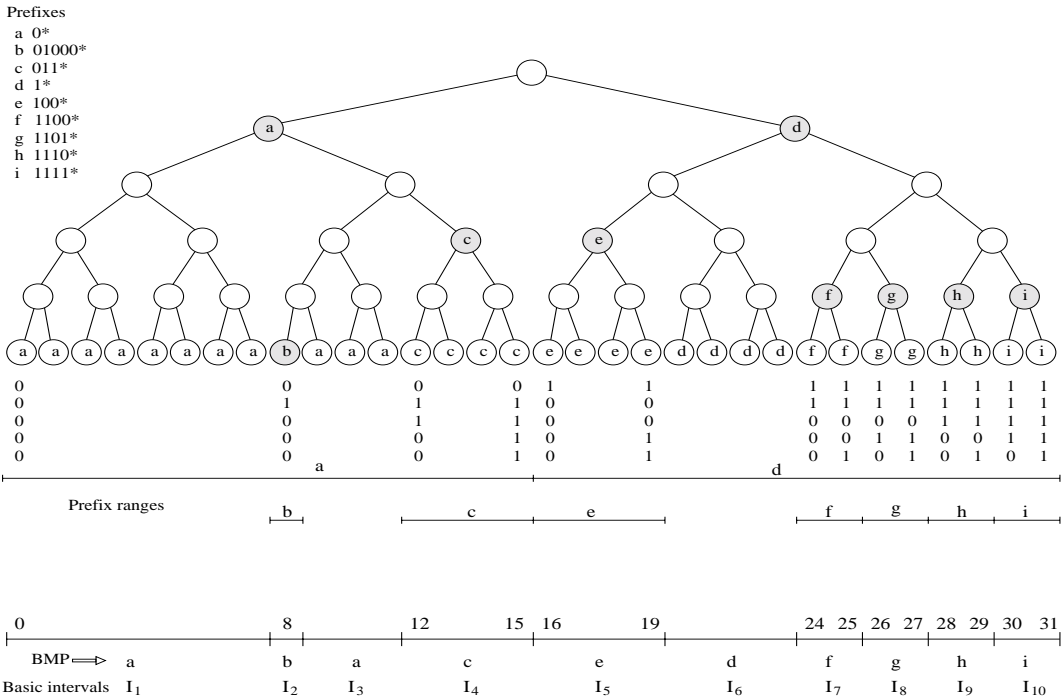 Prefixes
a 0*
b 01000*
c 011*
d 1*
e 100*
f 1100*
g 1101*
h 1110*
i 1111*
a d
c e
f g h i
a a a a a a a a b a a a c c c c e e e e d d d d f f g g h h i i
0 0 0 0 1 1 1 1 1 1 1 1 1 1
0 1 1 1 0 0 1 1 1 1 1 1 1 1
0 0 1 1 0 0 0 0 0 0 1 1 1 1
0 0 0 1 0 1 0 0 1 1 0 0 1 1
0 0 0 1 0 1 0 1 0 1 0 1 0 1
a d
Prefix ranges b c e f g h i
0 8 12 15 16 19 24 25 26 27 28 29 30 31
BMP a b a c e d f g h i
Basic intervals I1 I2 I3 I4 I5 I6 I7 I8 I9 I10